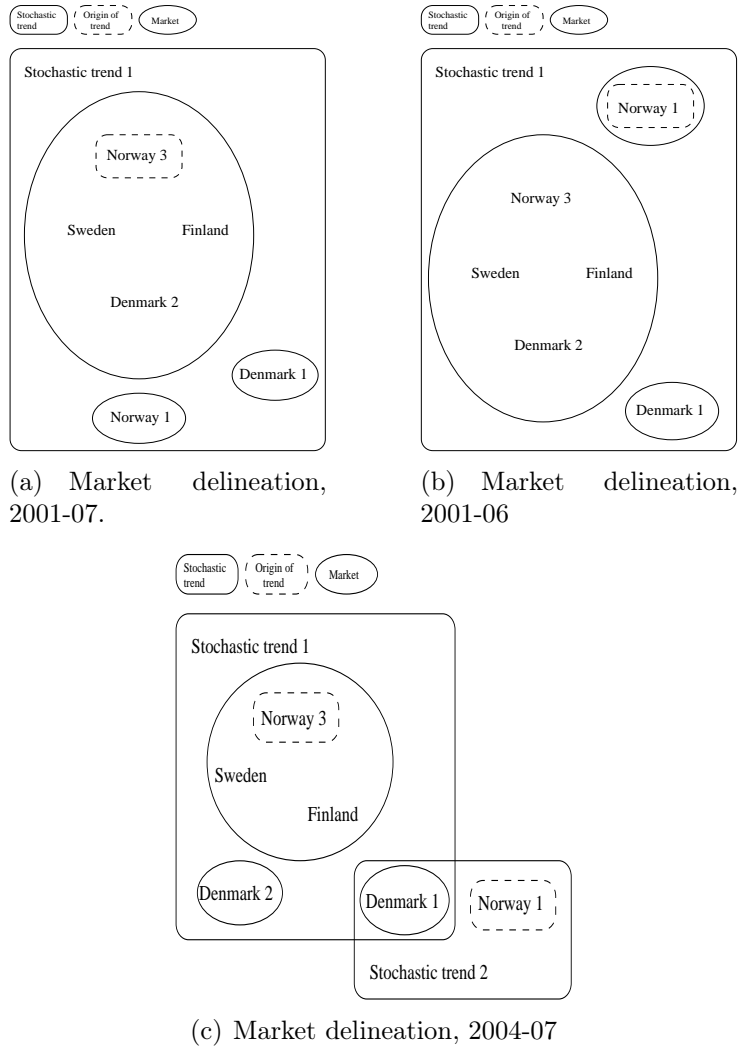 Stochastic
trend
Origin of
trend
Market
Stochastic trend 1
Norway 3
Sweden
Finland
Denmark 2
Denmark 1
Norway 1
(a) Market delineation,
2001-07.
Stochastic
trend
Origin of
trend
Market
Stochastic trend 1
Norway 1
Norway 3
Sweden
Finland
Denmark 2
Denmark 1
(b) Market delineation,
2001-06
Stochastic
trend
Origin of
trend
Market
Stochastic trend 1
Norway 3
Sweden
Finland
Denmark 2
Denmark 1
Norway 1
Stochastic trend 2
(c) Market delineation, 2004-07